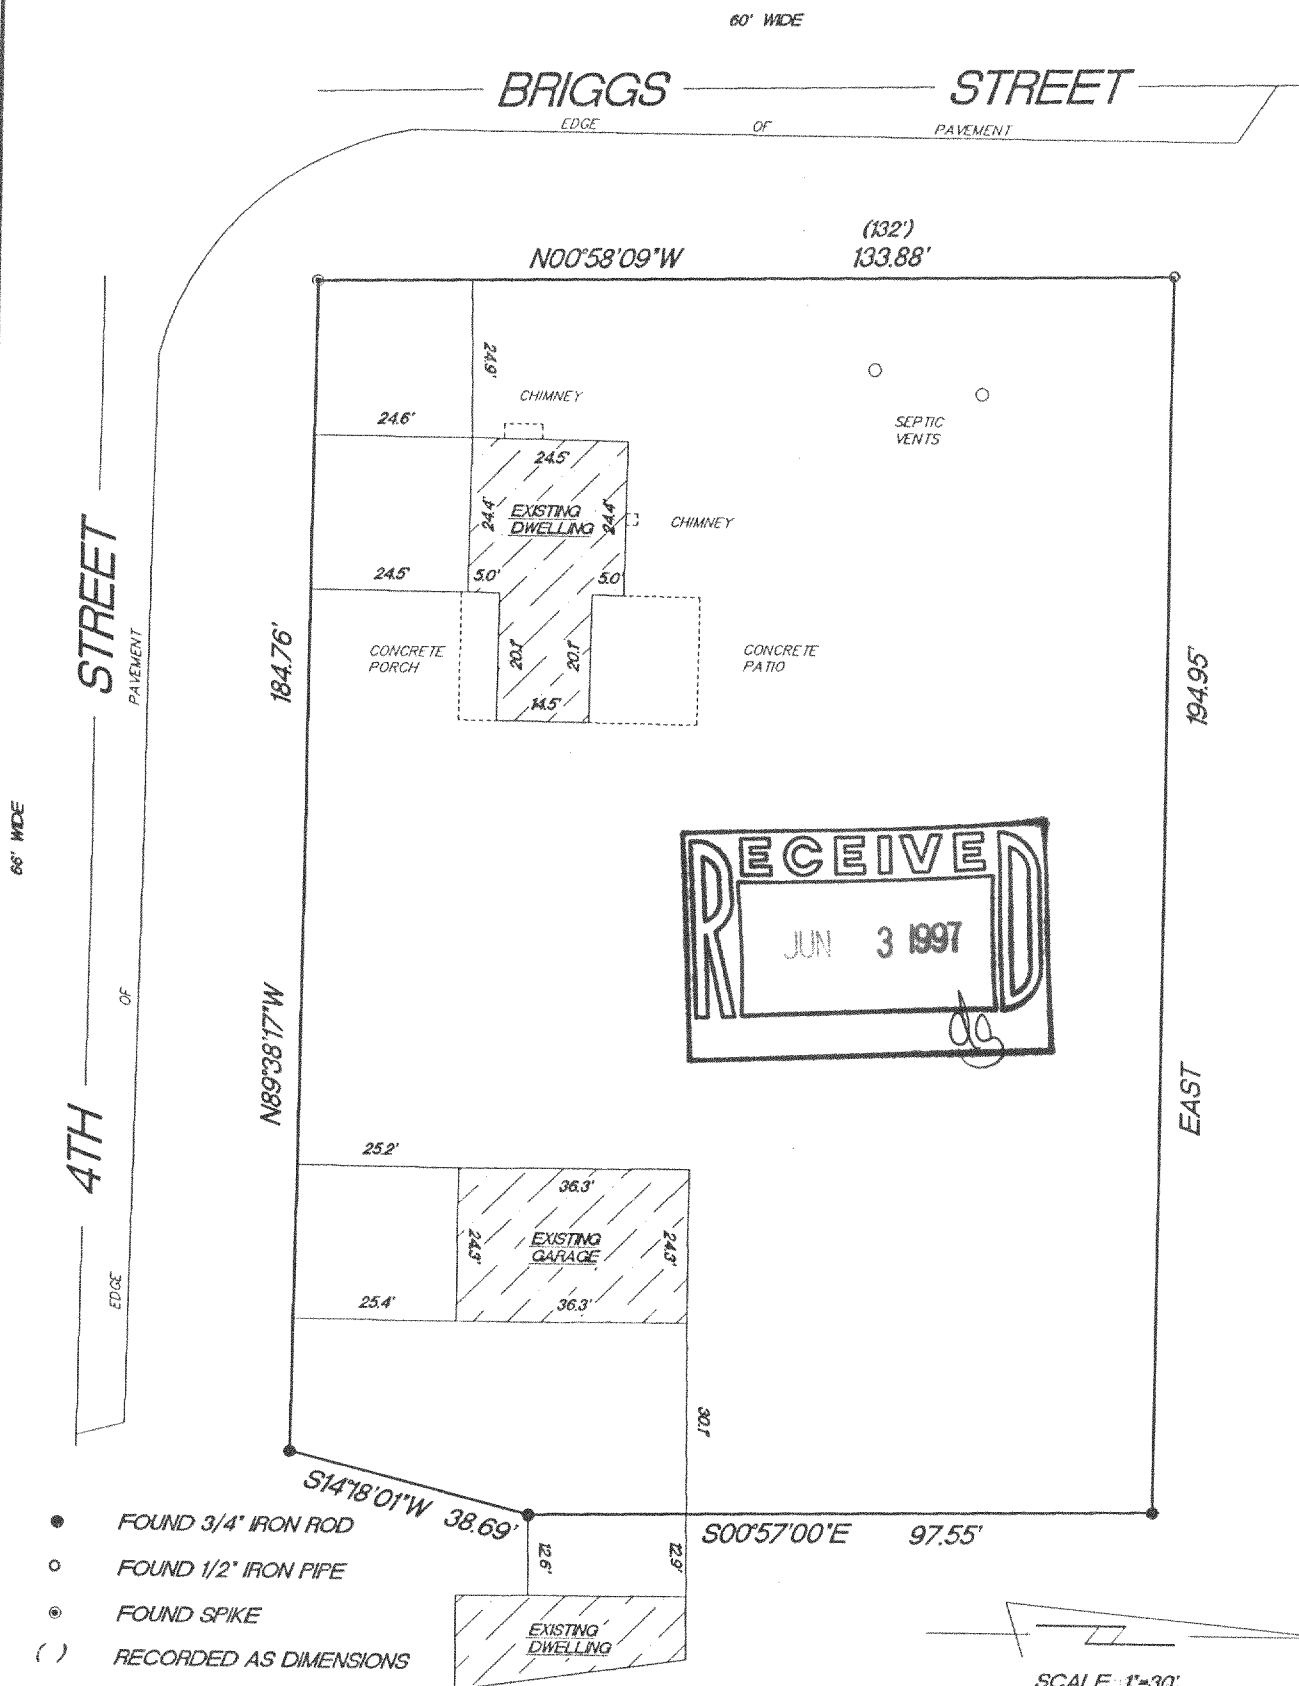 60' WIDE
BRIGGS STREET
EDGE OF PAVEMENT
(132')
N00°58'09"W 133.88'
24.9'
CHIMNEY
24.6'
SEPTIC
VENTS
24.5'
24.4'
EXISTING
DWELLING
24.4'
CHIMNEY
24.5'
5.0'
5.0'
4TH STREET
EDGE OF PAVEMENT
66' WIDE
184.76'
N89°38'17"W
CONCRETE
PORCH
20.1'
20.1'
CONCRETE
PATIO
14.5'
194.95'
EAST
RECEIVED
JUN 3 1997
25.2'
36.3'
24.3'
EXISTING
GARAGE
24.3'
25.4'
36.3'
30.1'
S14°18'01"W 38.69'
S00°57'00"E 97.55'
12.6'
12.9'
EXISTING
DWELLING
● FOUND 3/4" IRON ROD
○ FOUND 1/2" IRON PIPE
◉ FOUND SPIKE
( ) RECORDED AS DIMENSIONS
SCALE: 1"=30'